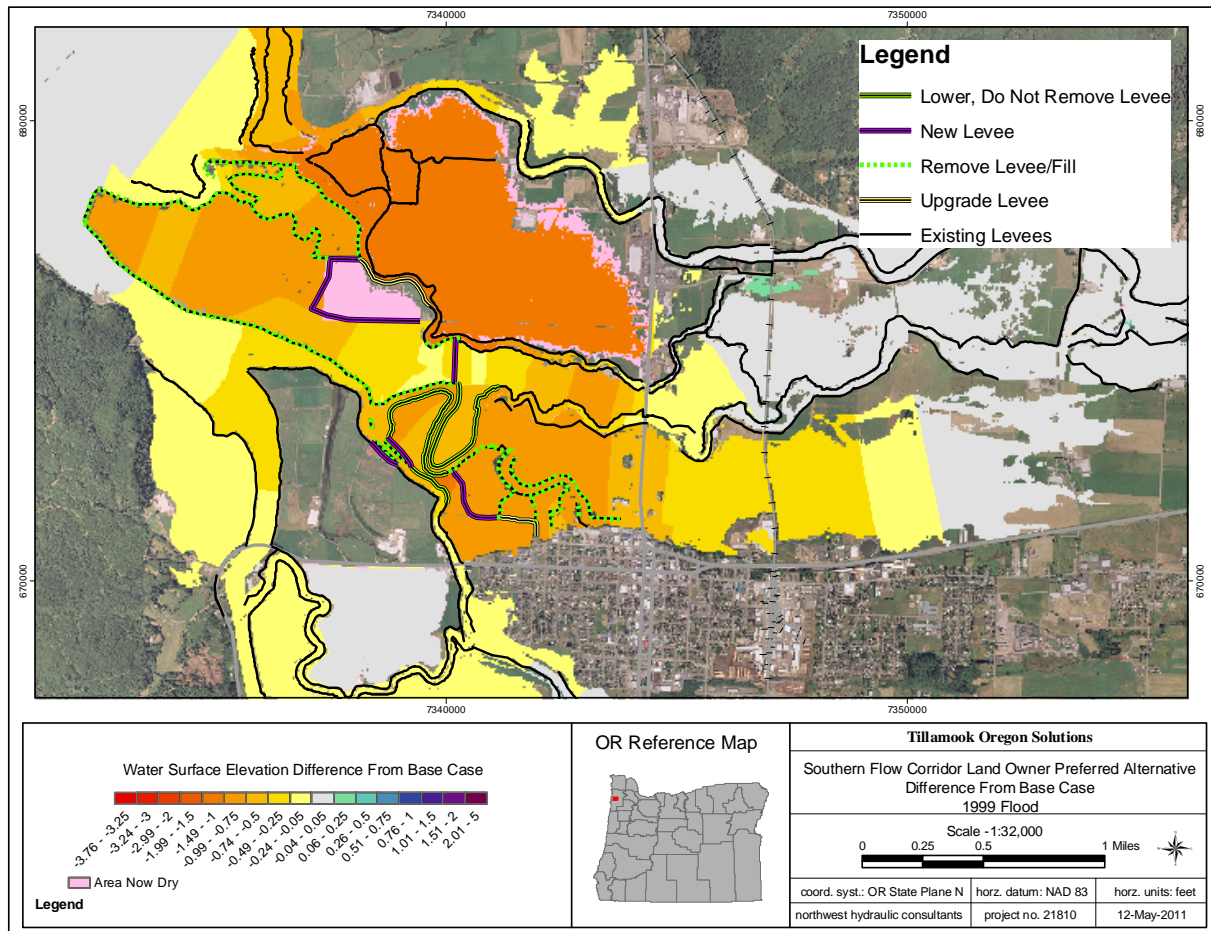 7340000
7350000
680000
680000
670000
670000
Legend
Lower, Do Not Remove Levee
New Levee
Remove Levee/Fill
Upgrade Levee
Existing Levees
7340000
7350000
Water Surface Elevation Difference From Base Case
-3.76 - -3.25
-3.24 - -3
-2.99 - -2
-1.99 - -1.5
-1.49 - -1
-0.99 - -0.75
-0.74 - -0.5
-0.49 - -0.25
-0.24 - -0.05
-0.04 - 0.05
0.06 - 0.25
0.26 - 0.5
0.51 - 0.75
0.76 - 1
1.01 - 1.5
1.51 - 2
2.01 - 5
Area Now Dry
Legend
OR Reference Map
Tillamook Oregon Solutions
Southern Flow Corridor Land Owner Preferred Alternative
Difference From Base Case
1999 Flood
Scale -1:32,000
0 0.25 0.5 1 Miles
coord. syst.: OR State Plane N
horz. datum: NAD 83
horz. units: feet
northwest hydraulic consultants
project no. 21810
12-May-2011